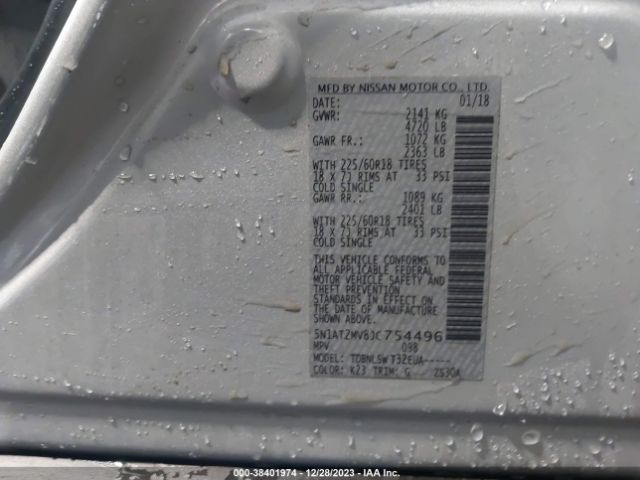 MFD BY NISSAN MOTOR CO., LTD
DATE: 01/18
GVWR: 2141 KG
4720 LB
GAWR FR.: 1072 KG
2363 LB
WITH 225/60R18 TIRES
18 X 7J RIMS AT 33 PSI
COLD SINGLE
GAWR RR.: 1089 KG
2401 LB
WITH 225/60R18 TIRES
18 X 7J RIMS AT 33 PSI
COLD SINGLE
THIS VEHICLE CONFORMS TO
ALL APPLICABLE FEDERAL
MOTOR VEHICLE SAFETY AND
THEFT PREVENTION
STANDARDS IN EFFECT ON
THE DATE OF MANUFACTURE
SHOWN ABOVE.
5N1AT2MV8JC754496
MPV 098
MODEL: TDBNLSWT32EUA-----
COLOR: K23 TRIM: G 2530A
000-38401974 | 12/28/2023 - IAA Inc.